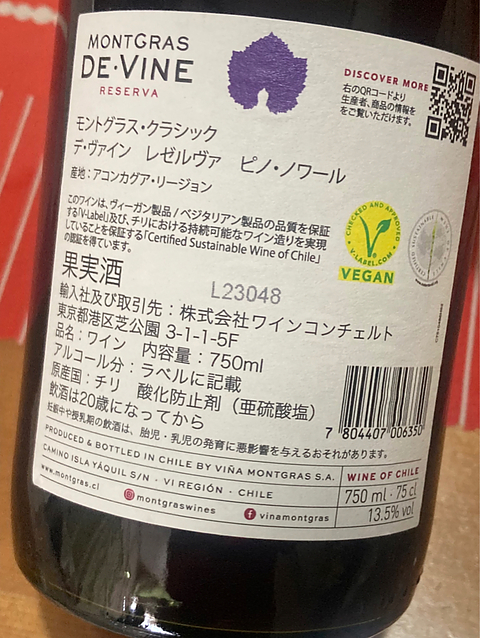 MONTGRAS
DE·VINE
RESERVA
DISCOVER MORE
右のQRコードより
生産者、商品の情報を
をご覧いただけます。
モントグラス・クラシック
デ・ヴァイン レゼルヴァ ピノ・ノワール
産地：アコンカグア・リージョン
このワインは、ヴィーガン製品 / ベジタリアン製品の品質を保証
する「V-Label」及び、チリにおける持続可能なワイン造りを実現
していることを保証する「Certified Sustainable Wine of Chile」
の認証を得ています。
CHECKED AND APPROVED
V-LABEL.COM
VEGAN
果実酒
L23048
輸入社及び取引先：株式会社ワインコンチェルト
東京都港区芝公園 3-1-1-5F
品名：ワイン 内容量：750ml
アルコール分：ラベルに記載
原産国：チリ 酸化防止剤（亜硫酸塩）
飲酒は20歳になってから
妊娠中や授乳期の飲酒は、胎児・乳児の発育に悪影響を与えるおそれがあります。
7 804407 006350
PRODUCED & BOTTLED IN CHILE BY VIÑA MONTGRAS S.A.
CAMINO ISLA YÁQUIL S/N · VI REGIÓN · CHILE
www.montgras.cl
montgraswines
vinamontgras
WINE OF CHILE
750 ml · 75 cl
13.5% vol